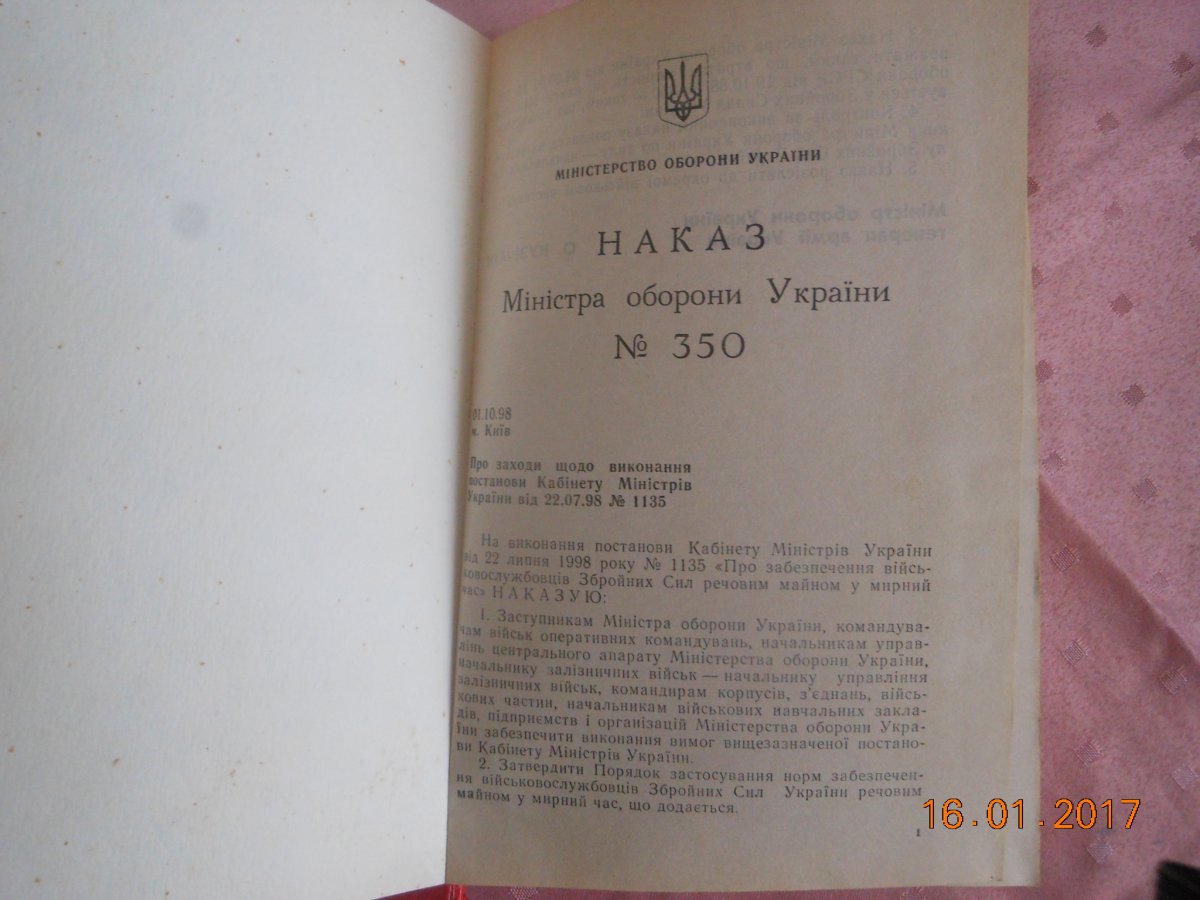 МІНІСТЕРСТВО ОБОРОНИ УКРАЇНИ
НАКАЗ
Міністра оборони України
№ 350
01.10.98
м. Київ
Про заходи щодо виконання
постанови Кабінету Міністрів
України від 22.07.98 № 1135
На виконання постанови Кабінету Міністрів України
від 22 липня 1998 року № 1135 «Про забезпечення війсь-
ковослужбовців Збройних Сил речовим майном у мирний
час» НАКАЗУЮ:
1. Заступникам Міністра оборони України, командува-
чам військ оперативних командувань, начальникам управ-
лінь центрального апарату Міністерства оборони України,
начальнику залізничних військ — начальнику управління
залізничних військ, командирам корпусів, з'єднань, війсь-
кових частин, начальникам військових навчальних закла-
дів, підприємств і організацій Міністерства оборони Укра-
їни забезпечити виконання вимог вищезазначеної постано-
ви Кабінету Міністрів України.
2. Затвердити Порядок застосування норм забезпечен-
ня військовослужбовців Збройних Сил України речовим
майном у мирний час, що додається.
1
16.01.2017